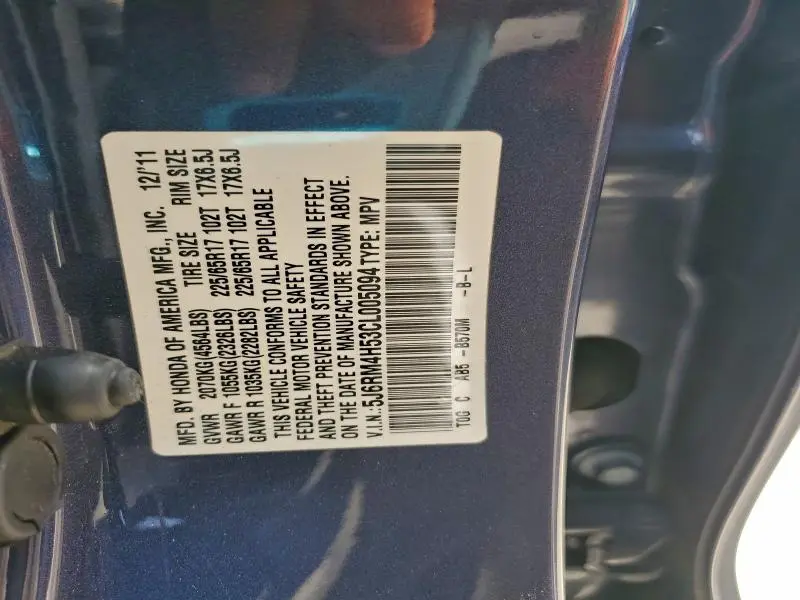 MFD. BY HONDA OF AMERICA MFG., INC. 12/'11
TIRE SIZE RIM SIZE
GVWR 2070KG(4564LBS)
GAWR F 1055KG(2326LBS) 225/65R17 102T 17X6.5J
GAWR R 1035KG(2282LBS) 225/65R17 102T 17X6.5J
THIS VEHICLE CONFORMS TO ALL APPLICABLE
FEDERAL MOTOR VEHICLE SAFETY
AND THEFT PREVENTION STANDARDS IN EFFECT
ON THE DATE OF MANUFACTURE SHOWN ABOVE.
V.I.N.:5J6RM4H53CL005094 TYPE: MPV
T0G C AB5 -B570M -B-L